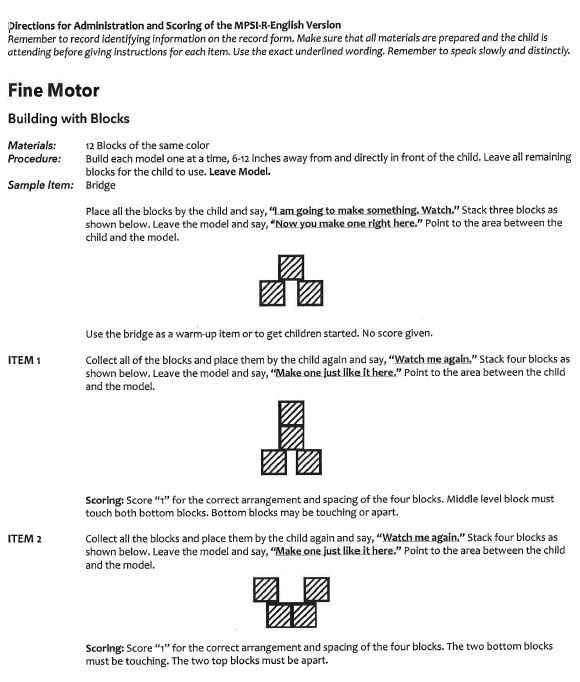 Directions for Administration and Scoring of the MPSI-R-English Version
Remember to record identifying information on the record form. Make sure that all materials are prepared and the child is
attending before giving instructions for each item. Use the exact underlined wording. Remember to speak slowly and distinctly.
Fine Motor
Building with Blocks
Materials: 12 Blocks of the same color
Procedure: Build each model one at a time, 6-12 inches away from and directly in front of the child. Leave all remaining
blocks for the child to use. Leave Model.
Sample Item: Bridge
Place all the blocks by the child and say, “I am going to make something. Watch.” Stack three blocks as
shown below. Leave the model and say, “Now you make one right here.” Point to the area between the
child and the model.
Use the bridge as a warm-up item or to get children started. No score given.
ITEM 1 Collect all of the blocks and place them by the child again and say, “Watch me again.” Stack four blocks as
shown below. Leave the model and say, “Make one just like it here.” Point to the area between the child
and the model.
Scoring: Score “1” for the correct arrangement and spacing of the four blocks. Middle level block must
touch both bottom blocks. Bottom blocks may be touching or apart.
ITEM 2 Collect all the blocks and place them by the child again and say, “Watch me again.” Stack four blocks as
shown below. Leave the model and say, “Make one just like it here.” Point to the area between the child
and the model.
Scoring: Score “1” for the correct arrangement and spacing of the four blocks. The two bottom blocks
must be touching. The two top blocks must be apart.